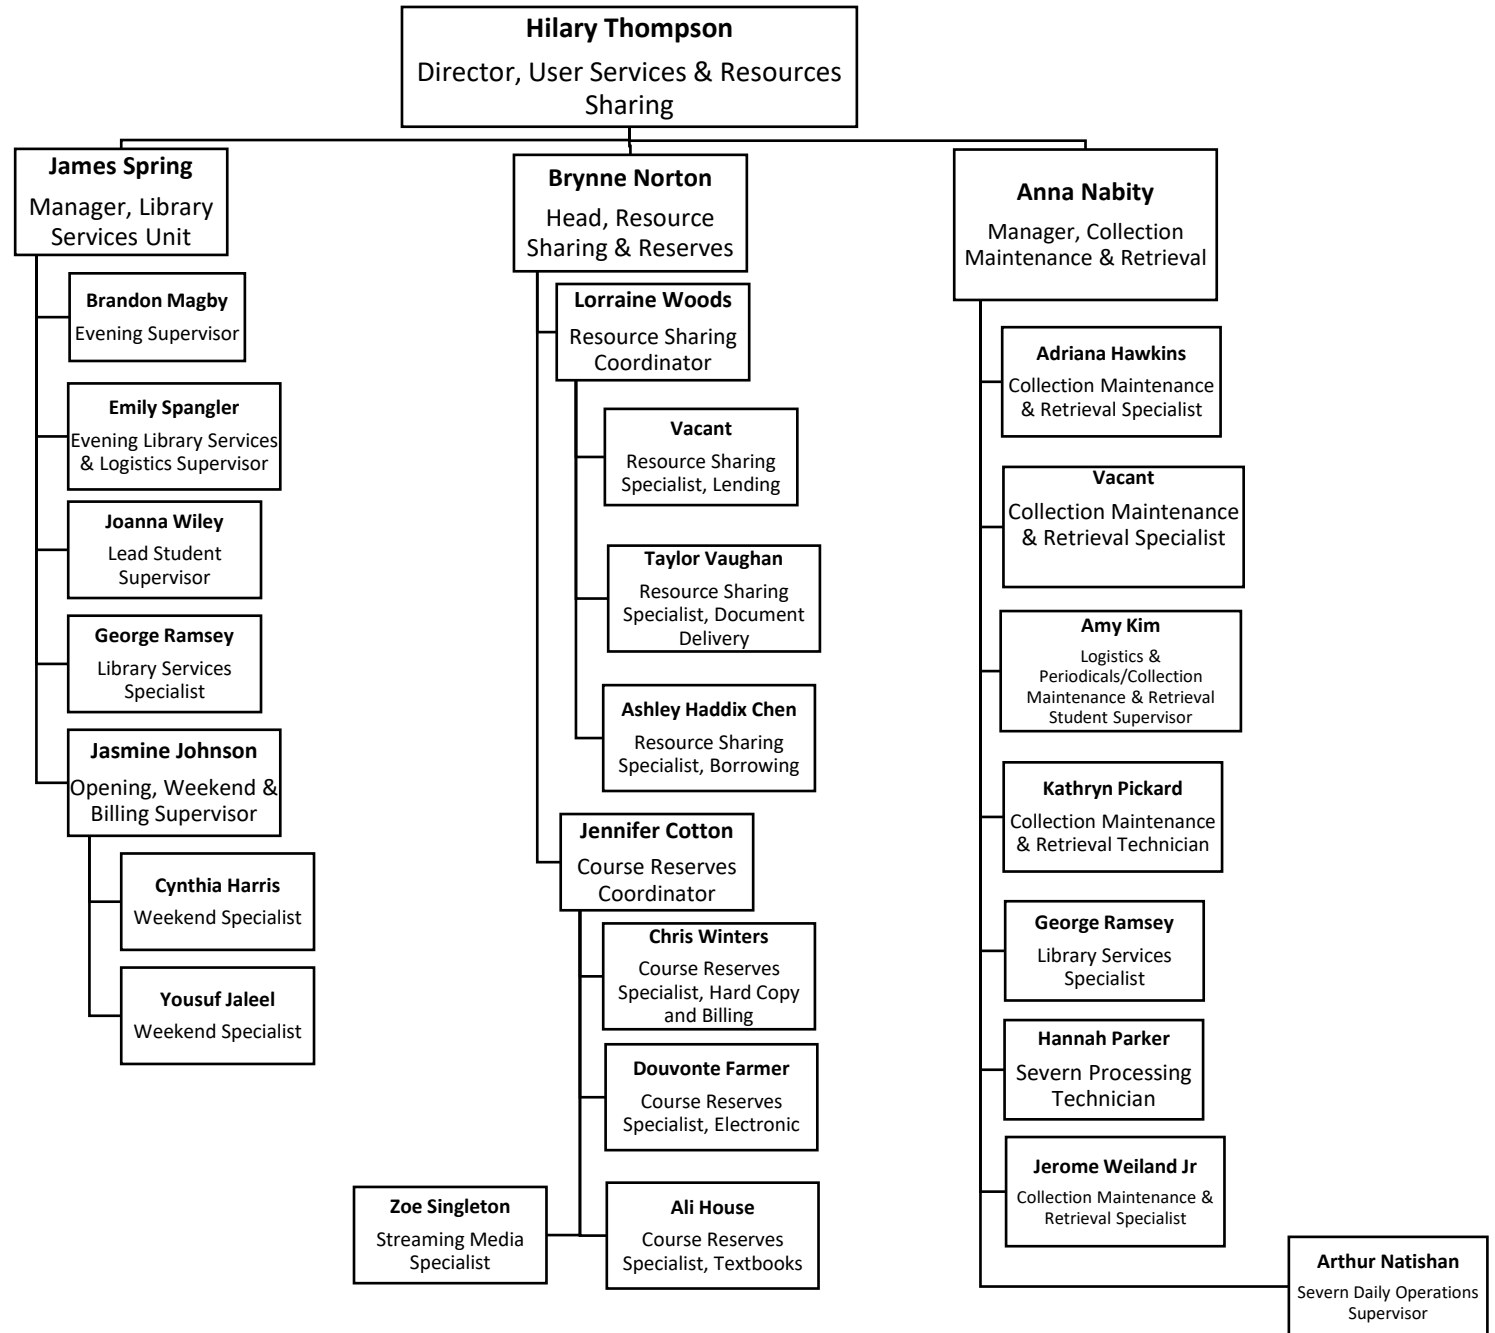 Hilary Thompson
Director, User Services & Resources
Sharing
James Spring
Manager, Library
Services Unit
Brandon Magby
Evening Supervisor
Emily Spangler
Evening Library Services
& Logistics Supervisor
Joanna Wiley
Lead Student
Supervisor
George Ramsey
Library Services
Specialist
Jasmine Johnson
Opening, Weekend &
Billing Supervisor
Cynthia Harris
Weekend Specialist
Yousuf Jaleel
Weekend Specialist
Brynne Norton
Head, Resource
Sharing & Reserves
Lorraine Woods
Resource Sharing
Coordinator
Vacant
Resource Sharing
Specialist, Lending
Taylor Vaughan
Resource Sharing
Specialist, Document
Delivery
Ashley Haddix Chen
Resource Sharing
Specialist, Borrowing
Jennifer Cotton
Course Reserves
Coordinator
Chris Winters
Course Reserves
Specialist, Hard Copy
and Billing
Douvonte Farmer
Course Reserves
Specialist, Electronic
Zoe Singleton
Streaming Media
Specialist
Ali House
Course Reserves
Specialist, Textbooks
Anna Nabity
Manager, Collection
Maintenance & Retrieval
Adriana Hawkins
Collection Maintenance
& Retrieval Specialist
Vacant
Collection Maintenance
& Retrieval Specialist
Amy Kim
Logistics &
Periodicals/Collection
Maintenance & Retrieval
Student Supervisor
Kathryn Pickard
Collection Maintenance
& Retrieval Technician
George Ramsey
Library Services
Specialist
Hannah Parker
Severn Processing
Technician
Jerome Weiland Jr
Collection Maintenance &
Retrieval Specialist
Arthur Natishan
Severn Daily Operations
Supervisor